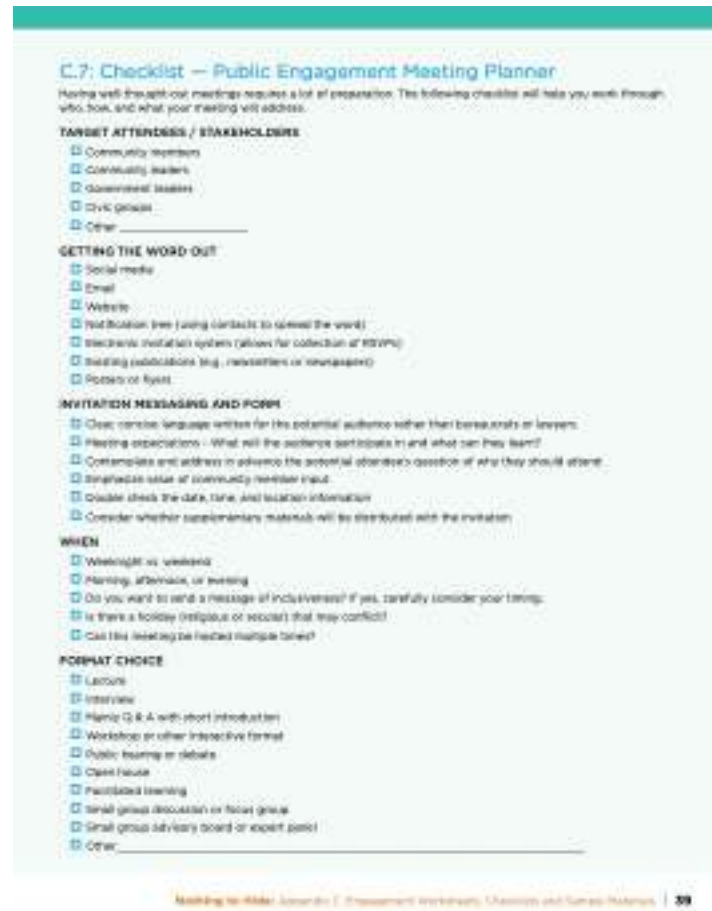 C.7: Checklist — Public Engagement Meeting Planner
Having well thought-out meetings requires a lot of preparation. The following checklist will help you work through
who, how, and what your meeting will address.
TARGET ATTENDEES / STAKEHOLDERS
Community members
Community leaders
Government leaders
Civic groups
Other
GETTING THE WORD OUT
Social media
Email
Website
Notification tree (using contacts to spread the word)
Electronic invitation system (allows for collection of RSVPs)
Existing publications (e.g., newsletters or newspapers)
Posters or flyers
INVITATION MESSAGING AND FORM
Clear, concise language written for the potential audience rather than bureaucrats or lawyers
Meeting expectations – What will the audience participate in and what can they learn?
Contemplate and address in advance the potential attendee's question of why they should attend
Emphasize value of community member input
Double check the date, time, and location information
Consider whether supplementary materials will be distributed with the invitation
WHEN
Weeknight vs. weekend
Morning, afternoon, or evening
Do you want to send a message of inclusiveness? If yes, carefully consider your timing.
Is there a holiday (religious or secular) that may conflict?
Can this meeting be hosted multiple times?
FORMAT CHOICE
Lecture
Interview
Mainly Q & A with short introduction
Workshop or other interactive format
Public hearing or debate
Open house
Facilitated learning
Small group discussion or focus group
Small group advisory board or expert panel
Other
Nothing to Hide: Appendix C. Engagement Worksheets, Checklists and Sample Materials | 39